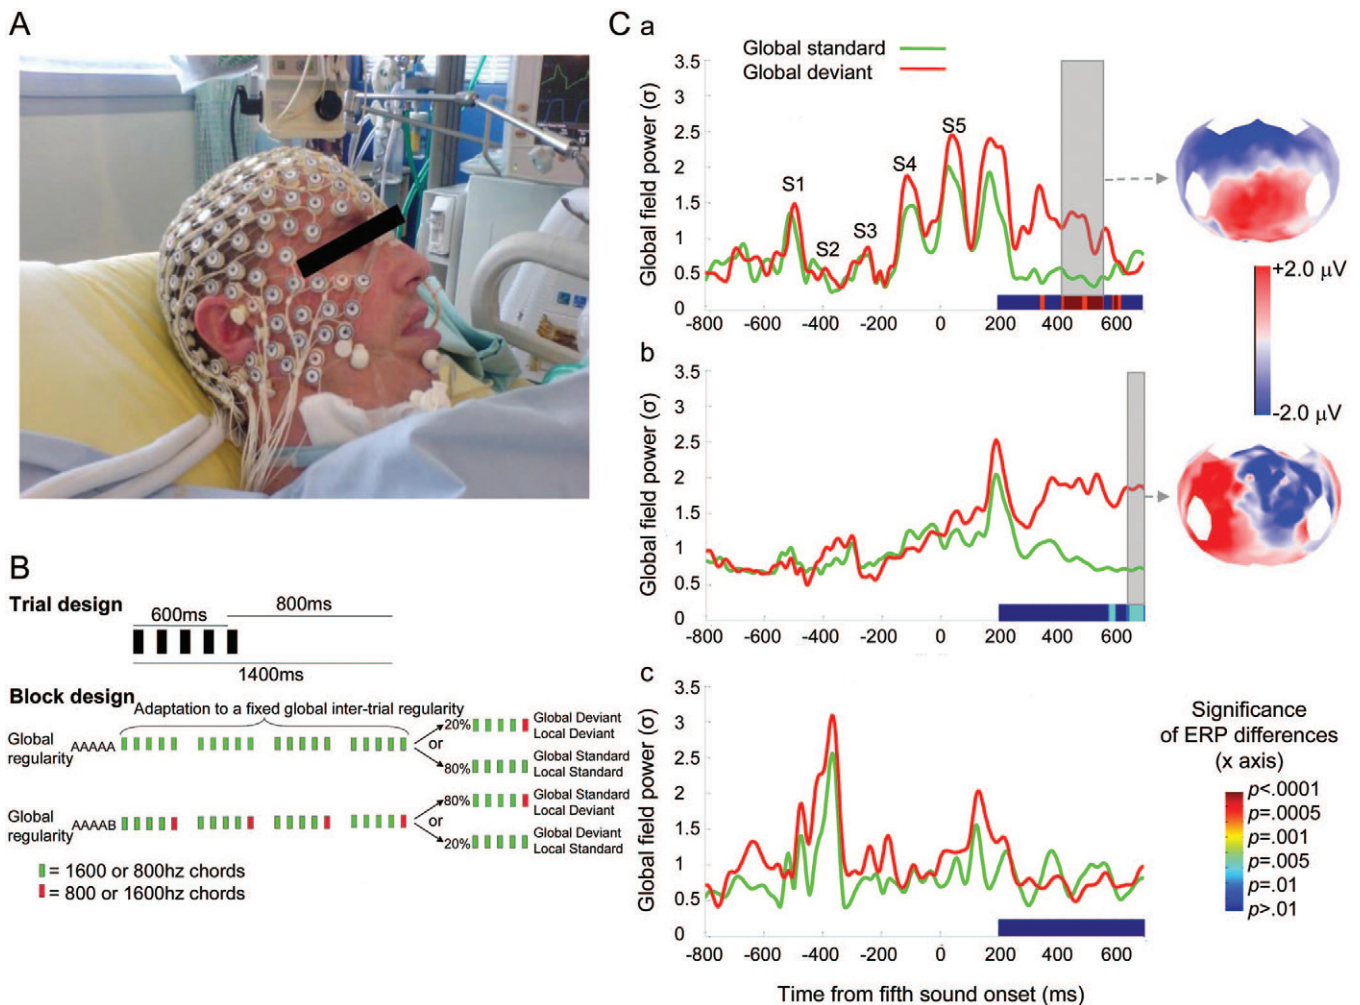 A
B
Trial design
600ms
800ms
1400ms
Block design
Adaptation to a fixed global inter-trial regularity
Global
regularity
AAAAA
20%
Global Deviant
Local Deviant
or
80%
Global Standard
Local Standard
Global
regularity
AAAAB
80%
Global Standard
Local Deviant
or
20%
Global Deviant
Local Standard
= 1600 or 800hz chords
= 800 or 1600hz chords
C a
Global standard
Global deviant
Global field power (σ)
3.5
3
2.5
2
1.5
1
0.5
0
S1
S2
S3
S4
S5
-800 -600 -400 -200 0 200 400 600
+2.0 µV
-2.0 µV
b
Global field power (σ)
3.5
3
2.5
2
1.5
1
0.5
0
-800 -600 -400 -200 0 200 400 600
c
Global field power (σ)
3.5
3
2.5
2
1.5
1
0.5
0
-800 -600 -400 -200 0 200 400 600
Time from fifth sound onset (ms)
Significance
of ERP differences
(x axis)
p<.0001
p=.0005
p=.001
p=.005
p=.01
p>.01